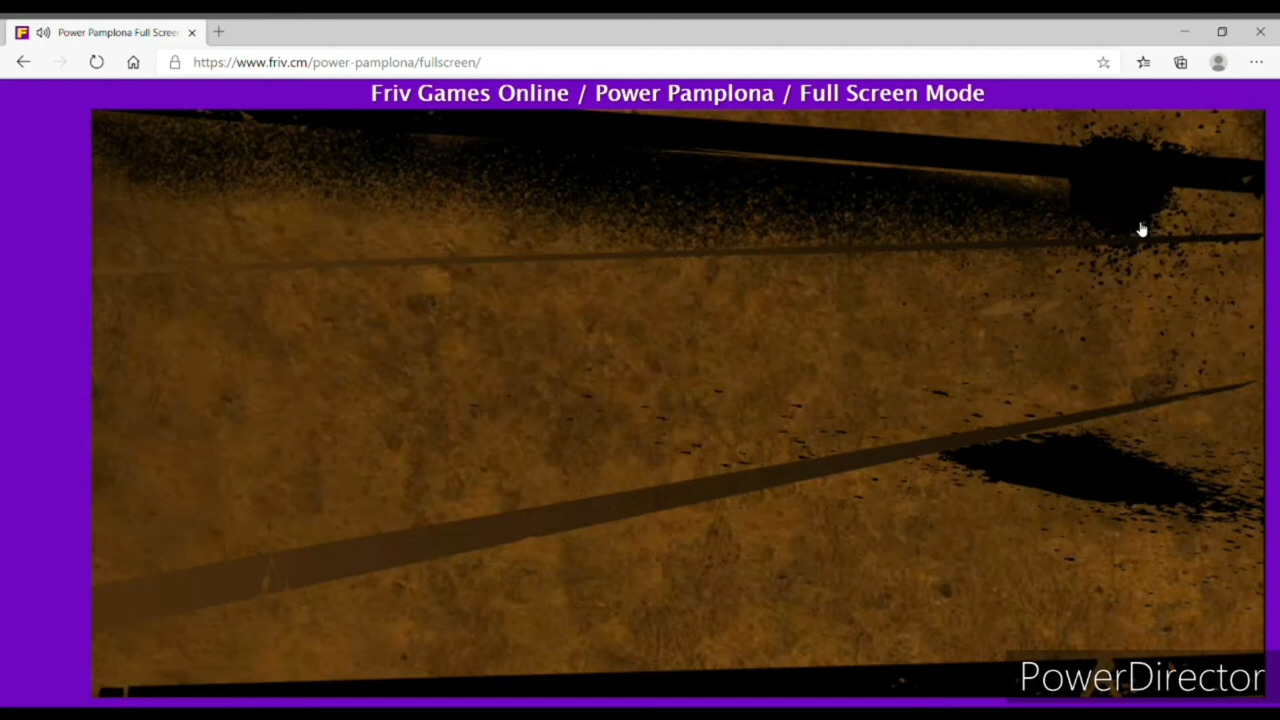 Power Pamplona Full Scree
https://www.friv.cm/power-pamplona/fullscreen/
Friv Games Online / Power Pamplona / Full Screen Mode
PowerDirector